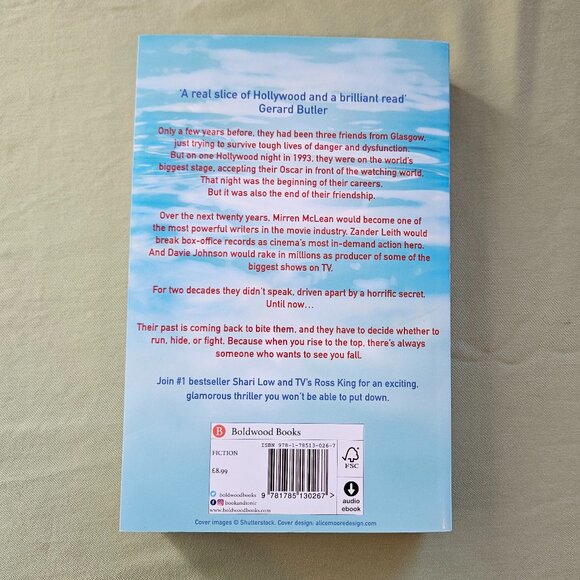 ‘A real slice of Hollywood and a brilliant read’
Gerard Butler
Only a few years before, they had been three friends from Glasgow,
just trying to survive tough lives of danger and dysfunction.
But on one Hollywood night in 1993, they were on the world’s
biggest stage, accepting their Oscar in front of the watching world,
That night was the beginning of their careers.
But it was also the end of their friendship.
Over the next twenty years, Mirren McLean would become one of
the most powerful writers in the movie industry. Zander Leith would
break box-office records as cinema’s most in-demand action hero.
And Davie Johnson would rake in millions as producer of some of the
biggest shows on TV.
For two decades they didn’t speak, driven apart by a horrific secret.
Until now…
Their past is coming back to bite them, and they have to decide whether to
run, hide, or fight. Because when you rise to the top, there’s always
someone who wants to see you fall.
Join #1 bestseller Shari Low and TV’s Ross King for an exciting,
glamorous thriller you won’t be able to put down.
B Boldwood Books
ISBN 978-1-78513-026-7
FICTION
£8.99
FSC
boldwoodbooks
bookandtonic
www.boldwoodbooks.com
9 781785 130267 >
audio
ebook
Cover images © Shutterstock. Cover design: alicemooredesign.com